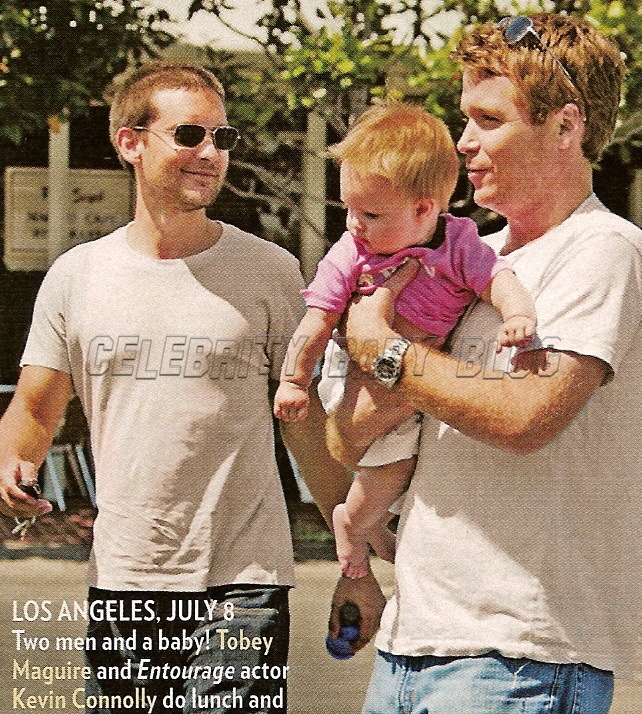 CELEBRITY BABY BLOG
LOS ANGELES, JULY 8
Two men and a baby! Tobey
Maguire and Entourage actor
Kevin Connolly do lunch and